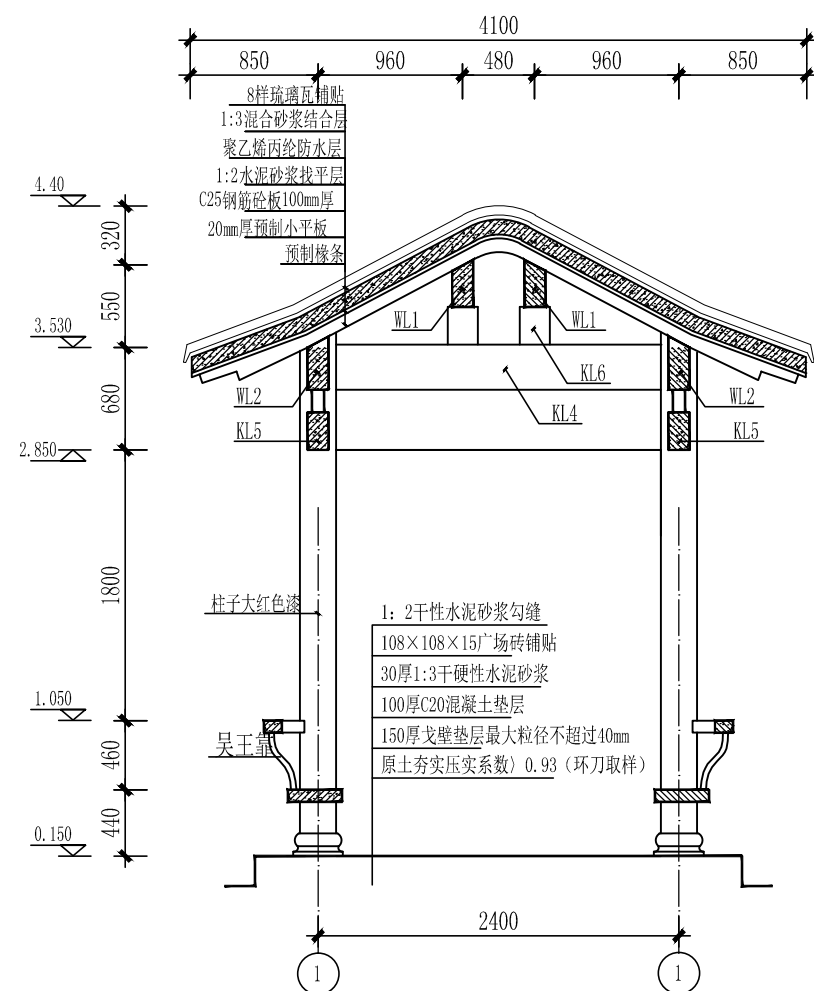 4100
850
960
480
960
850
8样琉璃瓦铺贴
1:3混合砂浆结合层
聚乙烯丙纶防水层
1:2水泥砂浆找平层
C25钢筋砼板100mm厚
20mm厚预制小平板
预制椽条
4.40
320
550
3.530
680
2.850
1800
1.050
460
440
0.150
WL1
WL1
KL6
KL4
WL2
WL2
KL5
KL5
柱子大红色漆
吴王靠
1: 2干性水泥砂浆勾缝
108×108×15广场砖铺贴
30厚1:3干硬性水泥砂浆
100厚C20混凝土垫层
150厚戈壁垫层最大粒径不超过40mm
原土夯实压实系数〉0.93（环刀取样）
2400
1
1